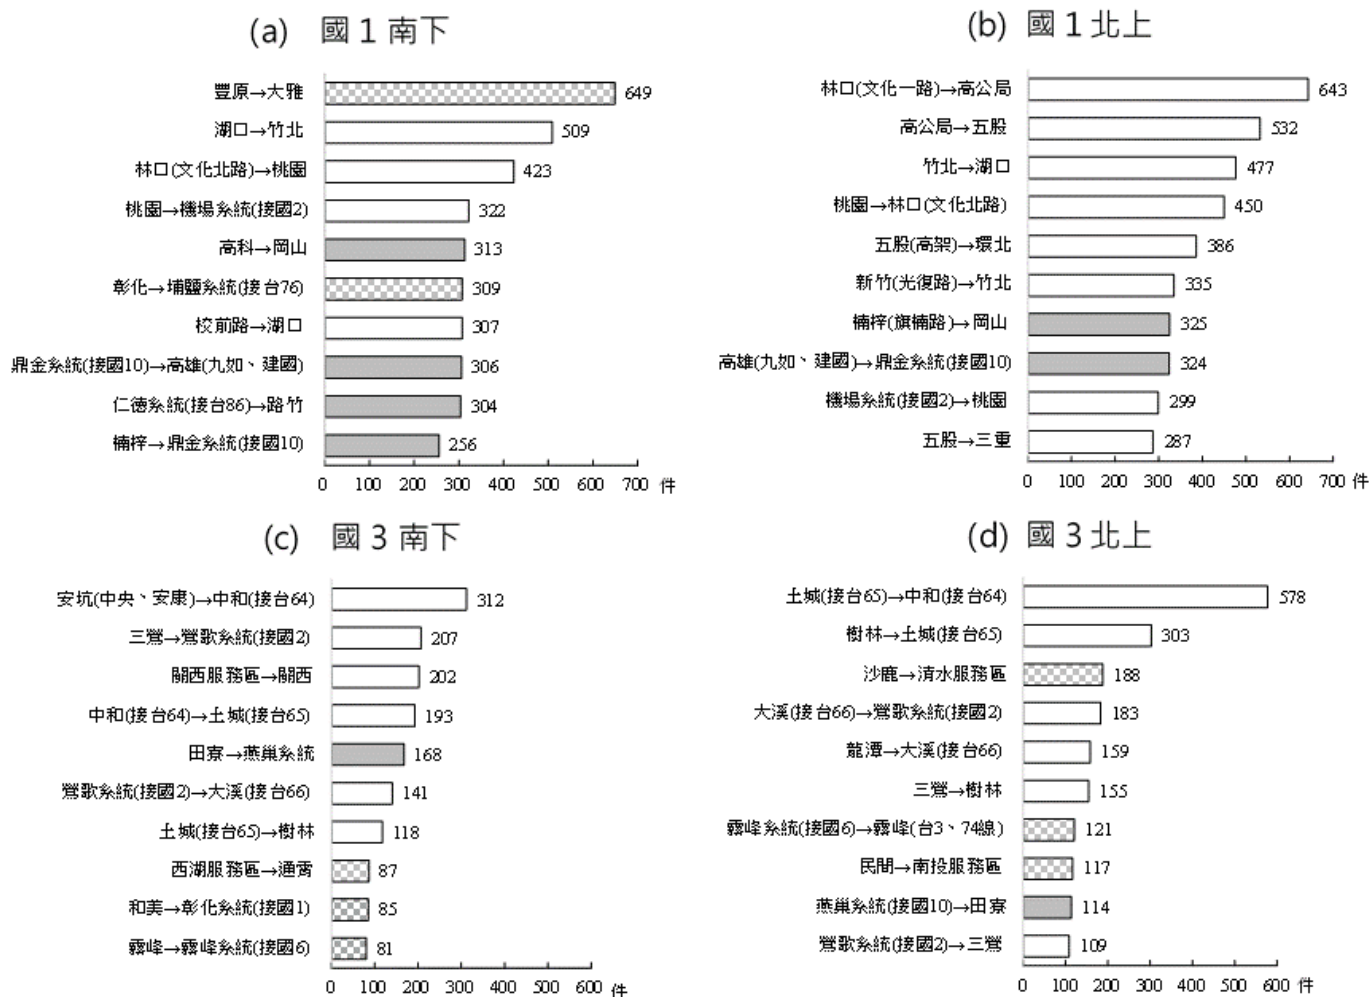 (a) 國 1 南下
豐原→大雅 649
湖口→竹北 509
林口(文化北路)→桃園 423
桃園→機場系統(接國2) 322
高科→岡山 313
彰化→埔鹽系統(接台76) 309
校前路→湖口 307
鼎金系統(接國10)→高雄(九如、建國) 306
仁德系統(接台86)→路竹 304
楠梓→鼎金系統(接國10) 256
0 100 200 300 400 500 600 700 件
(b) 國 1 北上
林口(文化一路)→高公局 643
高公局→五股 532
竹北→湖口 477
桃園→林口(文化北路) 450
五股(高架)→環北 386
新竹(光復路)→竹北 335
楠梓(旗楠路)→岡山 325
高雄(九如、建國)→鼎金系統(接國10) 324
機場系統(接國2)→桃園 299
五股→三重 287
0 100 200 300 400 500 600 700 件
(c) 國 3 南下
安坑(中央、安康)→中和(接台64) 312
三鶯→鶯歌系統(接國2) 207
關西服務區→關西 202
中和(接台64)→土城(接台65) 193
田寮→燕巢系統 168
鶯歌系統(接國2)→大溪(接台66) 141
土城(接台65)→樹林 118
西湖服務區→通霄 87
和美→彰化系統(接國1) 85
霧峰→霧峰系統(接國6) 81
0 100 200 300 400 500 600 件
(d) 國 3 北上
土城(接台65)→中和(接台64) 578
樹林→土城(接台65) 303
沙鹿→清水服務區 188
大溪(接台66)→鶯歌系統(接國2) 183
龍潭→大溪(接台66) 159
三鶯→樹林 155
霧峰系統(接國6)→霧峰(台3、74線) 121
民間→南投服務區 117
燕巢系統(接國10)→田寮 114
鶯歌系統(接國2)→三鶯 109
0 100 200 300 400 500 600 件